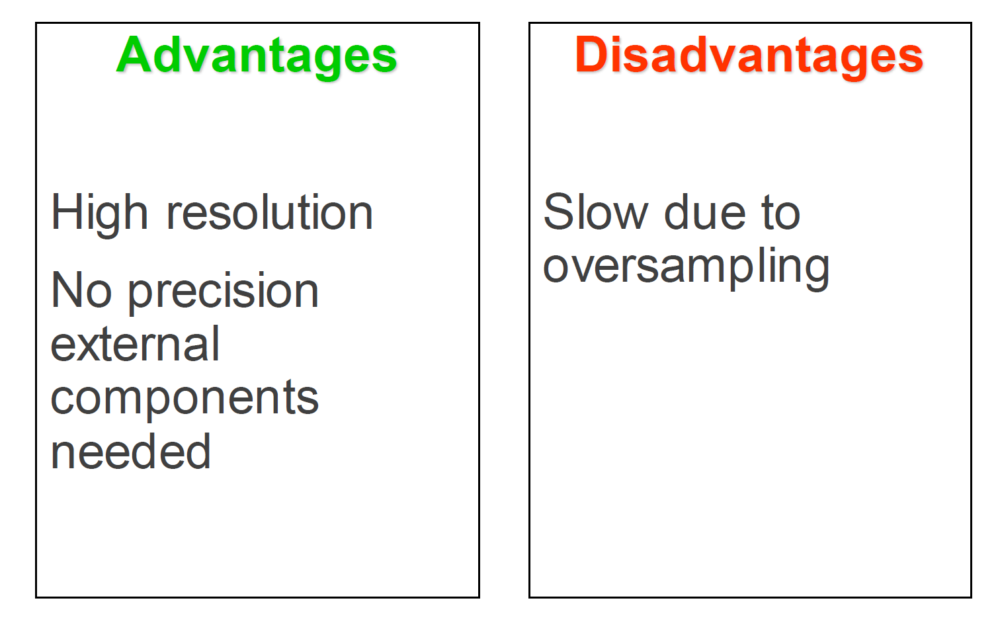 Advantages
High resolution
No precision
external
components
needed
Disadvantages
Slow due to
oversampling